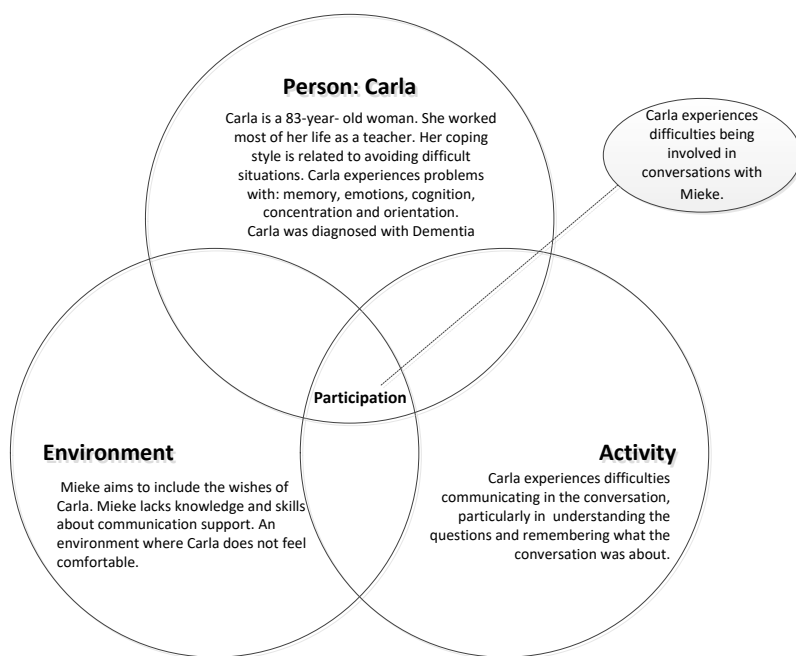 Person: Carla
Carla is a 83-year- old woman. She worked
most of her life as a teacher. Her coping
style is related to avoiding difficult
situations. Carla experiences problems
with: memory, emotions, cognition,
concentration and orientation.
Carla was diagnosed with Dementia
Carla experiences
difficulties being
involved in
conversations with
Mieke.
Participation
Environment
Mieke aims to include the wishes of
Carla. Mieke lacks knowledge and skills
about communication support. An
environment where Carla does not feel
comfortable.
Activity
Carla experiences difficulties
communicating in the conversation,
particularly in understanding the
questions and remembering what the
conversation was about.